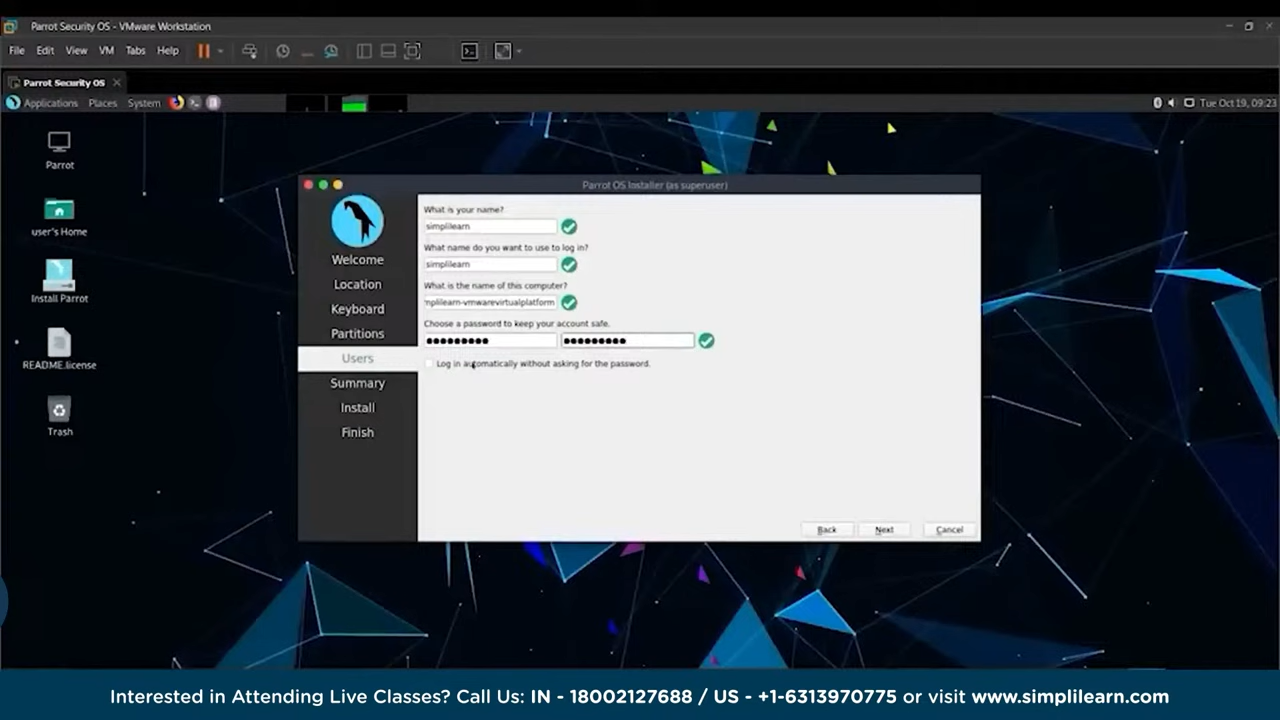 Parrot Security OS - VMware Workstation
File Edit View VM Tabs Help
Parrot Security OS
Applications Places System
Tue Oct 19, 09:23
Parrot
user's Home
Install Parrot
README.license
Trash
Parrot OS Installer (as superuser)
Welcome
Location
Keyboard
Partitions
Users
Summary
Install
Finish
What is your name?
simplilearn
What name do you want to use to log in?
simplilearn
What is the name of this computer?
nplilearn-vmwarevirtualplatform
Choose a password to keep your account safe.
●●●●●●●●● ●●●●●●●●●
Log in automatically without asking for the password.
Back Next Cancel
Interested in Attending Live Classes? Call Us: IN - 18002127688 / US - +1-6313970775 or visit www.simplilearn.com